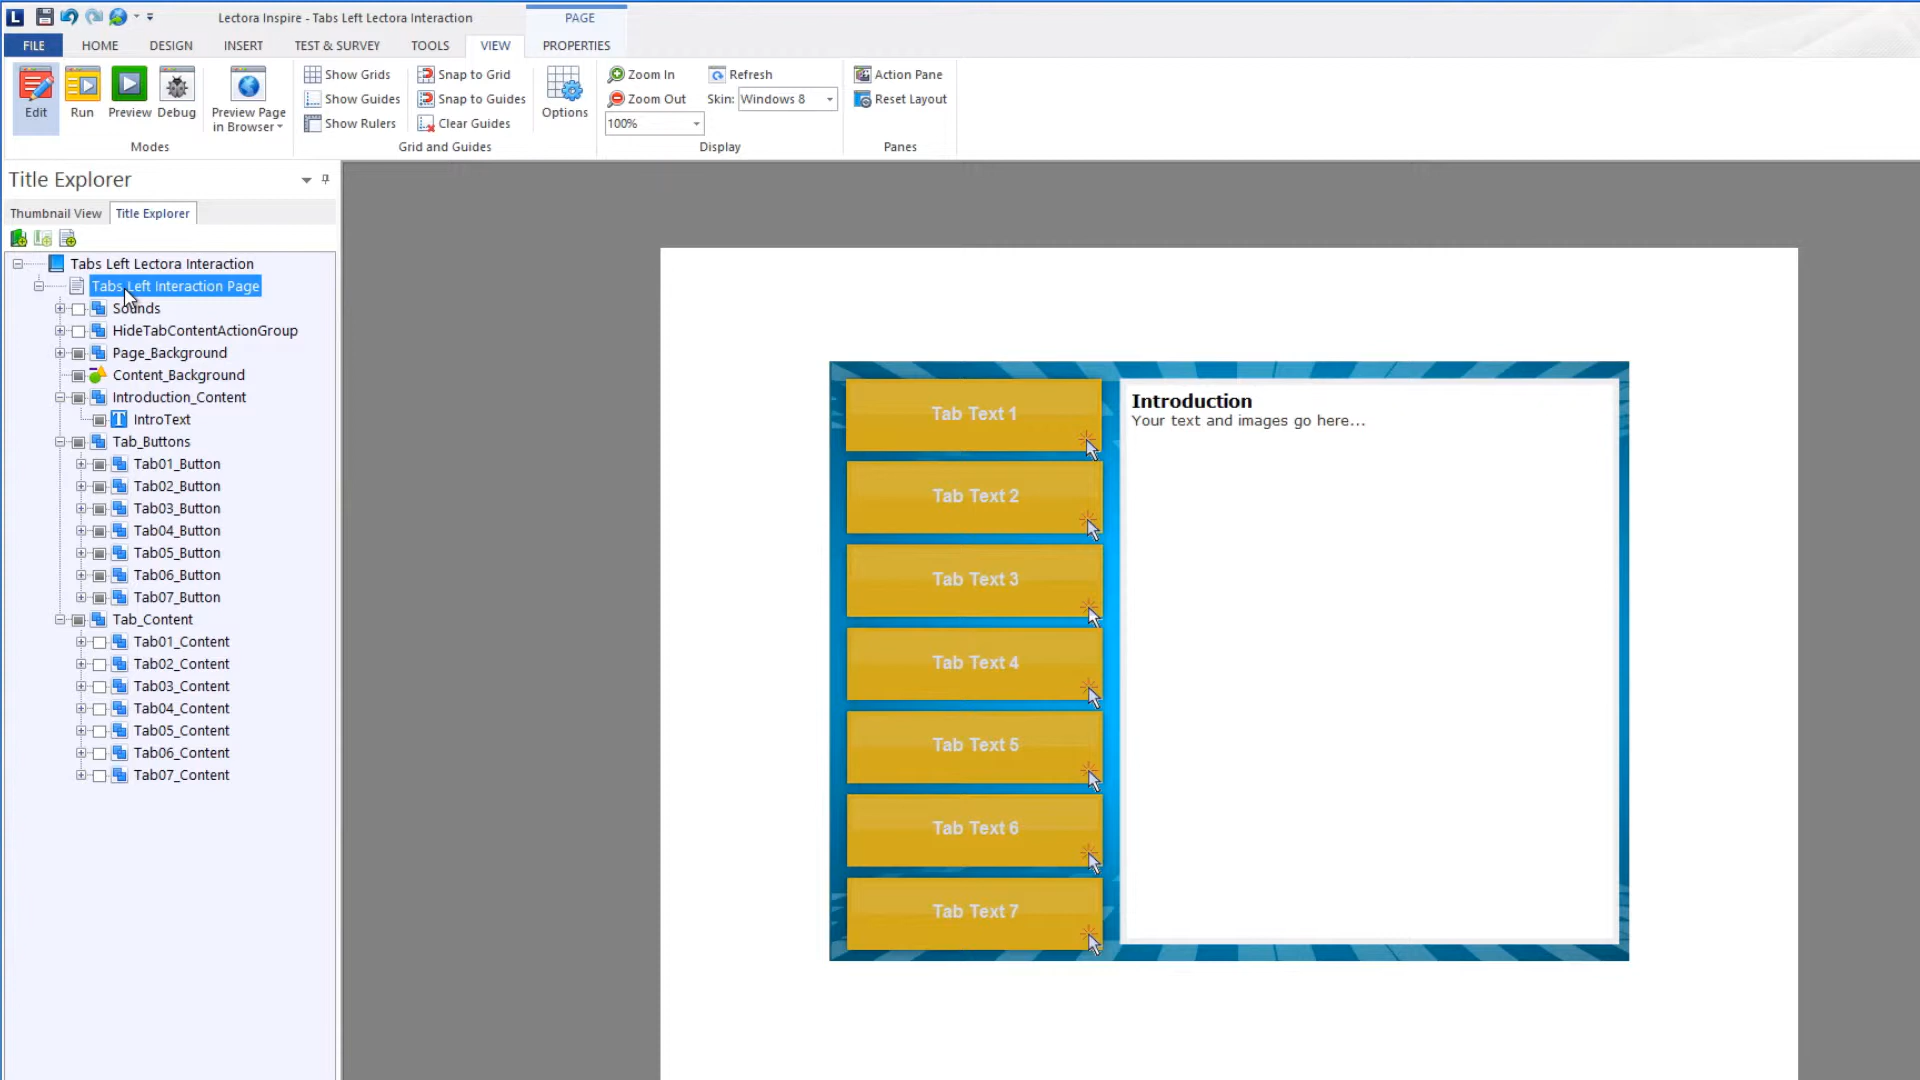 Lectora Inspire - Tabs Left Lectora Interaction
PAGE
FILE HOME DESIGN INSERT TEST & SURVEY TOOLS VIEW PROPERTIES
Edit
Run
Preview
Debug
Preview Page
in Browser
Modes
Show Grids
Show Guides
Show Rulers
Snap to Grid
Snap to Guides
Clear Guides
Grid and Guides
Options
Zoom In
Zoom Out
100%
Refresh
Skin: Windows 8
Display
Action Pane
Reset Layout
Panes
Title Explorer
Thumbnail View Title Explorer
Tabs Left Lectora Interaction
Tabs Left Interaction Page
Sounds
HideTabContentActionGroup
Page_Background
Content_Background
Introduction_Content
IntroText
Tab_Buttons
Tab01_Button
Tab02_Button
Tab03_Button
Tab04_Button
Tab05_Button
Tab06_Button
Tab07_Button
Tab_Content
Tab01_Content
Tab02_Content
Tab03_Content
Tab04_Content
Tab05_Content
Tab06_Content
Tab07_Content
Tab Text 1
Tab Text 2
Tab Text 3
Tab Text 4
Tab Text 5
Tab Text 6
Tab Text 7
Introduction
Your text and images go here...